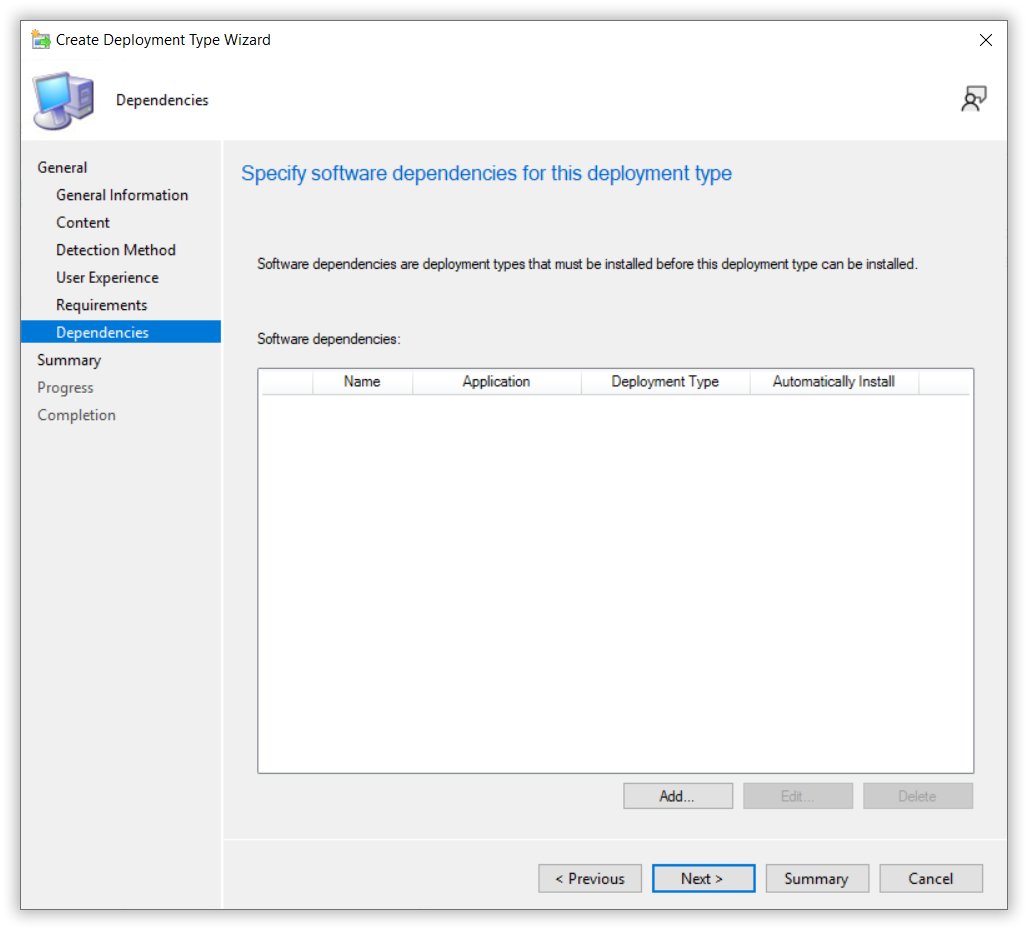 Create Deployment Type Wizard
Dependencies
General
General Information
Content
Detection Method
User Experience
Requirements
Dependencies
Summary
Progress
Completion
Specify software dependencies for this deployment type
Software dependencies are deployment types that must be installed before this deployment type can be installed.
Software dependencies:
Name Application Deployment Type Automatically Install
Add... Edit... Delete
< Previous Next > Summary Cancel